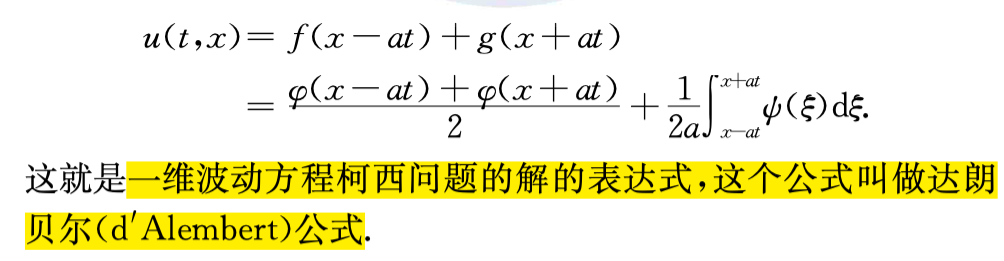 u(t,x)= f(x-at)+g(x+at)
= \frac{φ(x-at)+φ(x+at)}{2}+\frac{1}{2a}∫_{x-at}^{x+at}ψ(ξ)dξ.
这就是一维波动方程柯西问题的解的表达式,这个公式叫做达朗
贝尔(d′Alembert)公式.